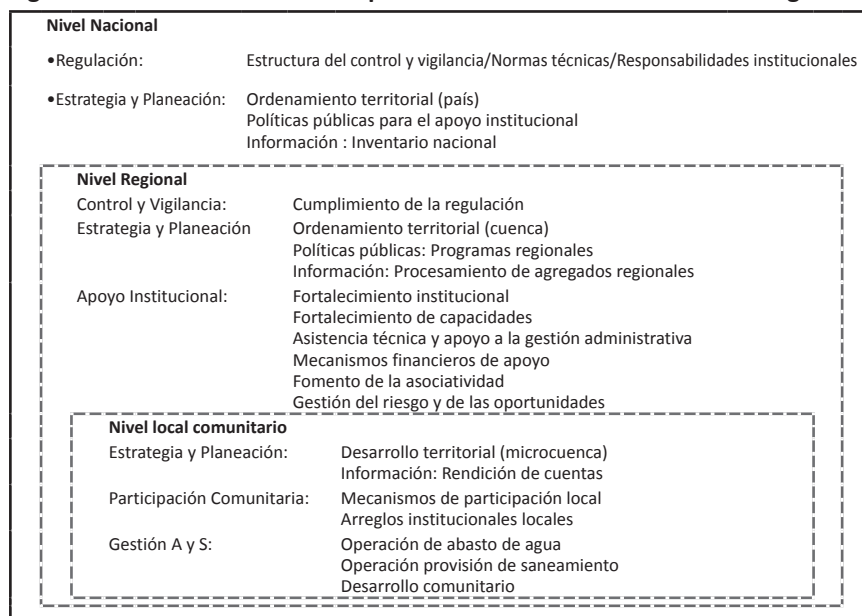 Nivel Nacional
•Regulación: Estructura del control y vigilancia/Normas técnicas/Responsabilidades institucionales
•Estrategia y Planeación: Ordenamiento territorial (país)
Políticas públicas para el apoyo institucional
Información : Inventario nacional
Nivel Regional
Control y Vigilancia: Cumplimiento de la regulación
Estrategia y Planeación Ordenamiento territorial (cuenca)
Políticas públicas: Programas regionales
Información: Procesamiento de agregados regionales
Apoyo Institucional: Fortalecimiento institucional
Fortalecimiento de capacidades
Asistencia técnica y apoyo a la gestión administrativa
Mecanismos financieros de apoyo
Fomento de la asociatividad
Gestión del riesgo y de las oportunidades
Nivel local comunitario
Estrategia y Planeación: Desarrollo territorial (microcuenca)
Información: Rendición de cuentas
Participación Comunitaria: Mecanismos de participación local
Arreglos institucionales locales
Gestión A y S: Operación de abasto de agua
Operación provisión de saneamiento
Desarrollo comunitario